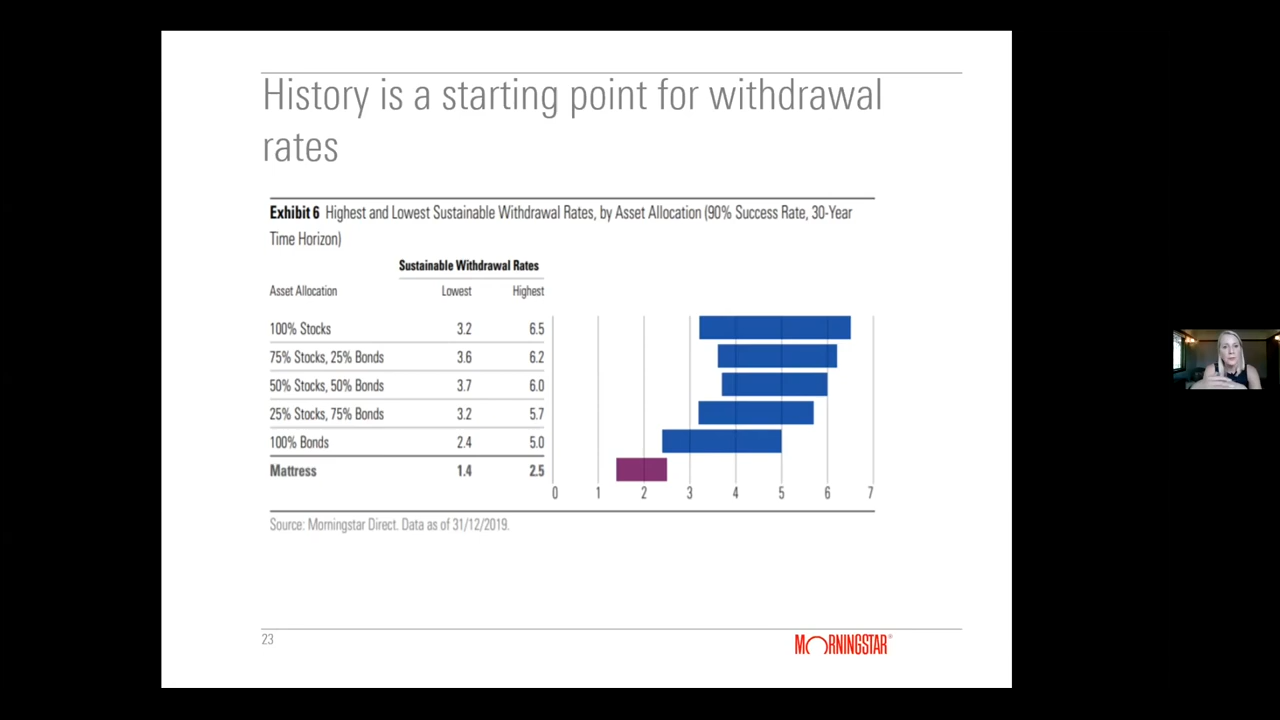 History is a starting point for withdrawal
rates
Exhibit 6 Highest and Lowest Sustainable Withdrawal Rates, by Asset Allocation (90% Success Rate, 30-Year
Time Horizon)
Sustainable Withdrawal Rates
Asset Allocation Lowest Highest
100% Stocks 3.2 6.5
75% Stocks, 25% Bonds 3.6 6.2
50% Stocks, 50% Bonds 3.7 6.0
25% Stocks, 75% Bonds 3.2 5.7
100% Bonds 2.4 5.0
Mattress 1.4 2.5
0 1 2 3 4 5 6 7
Source: Morningstar Direct. Data as of 31/12/2019.
23
MORNINGSTAR®